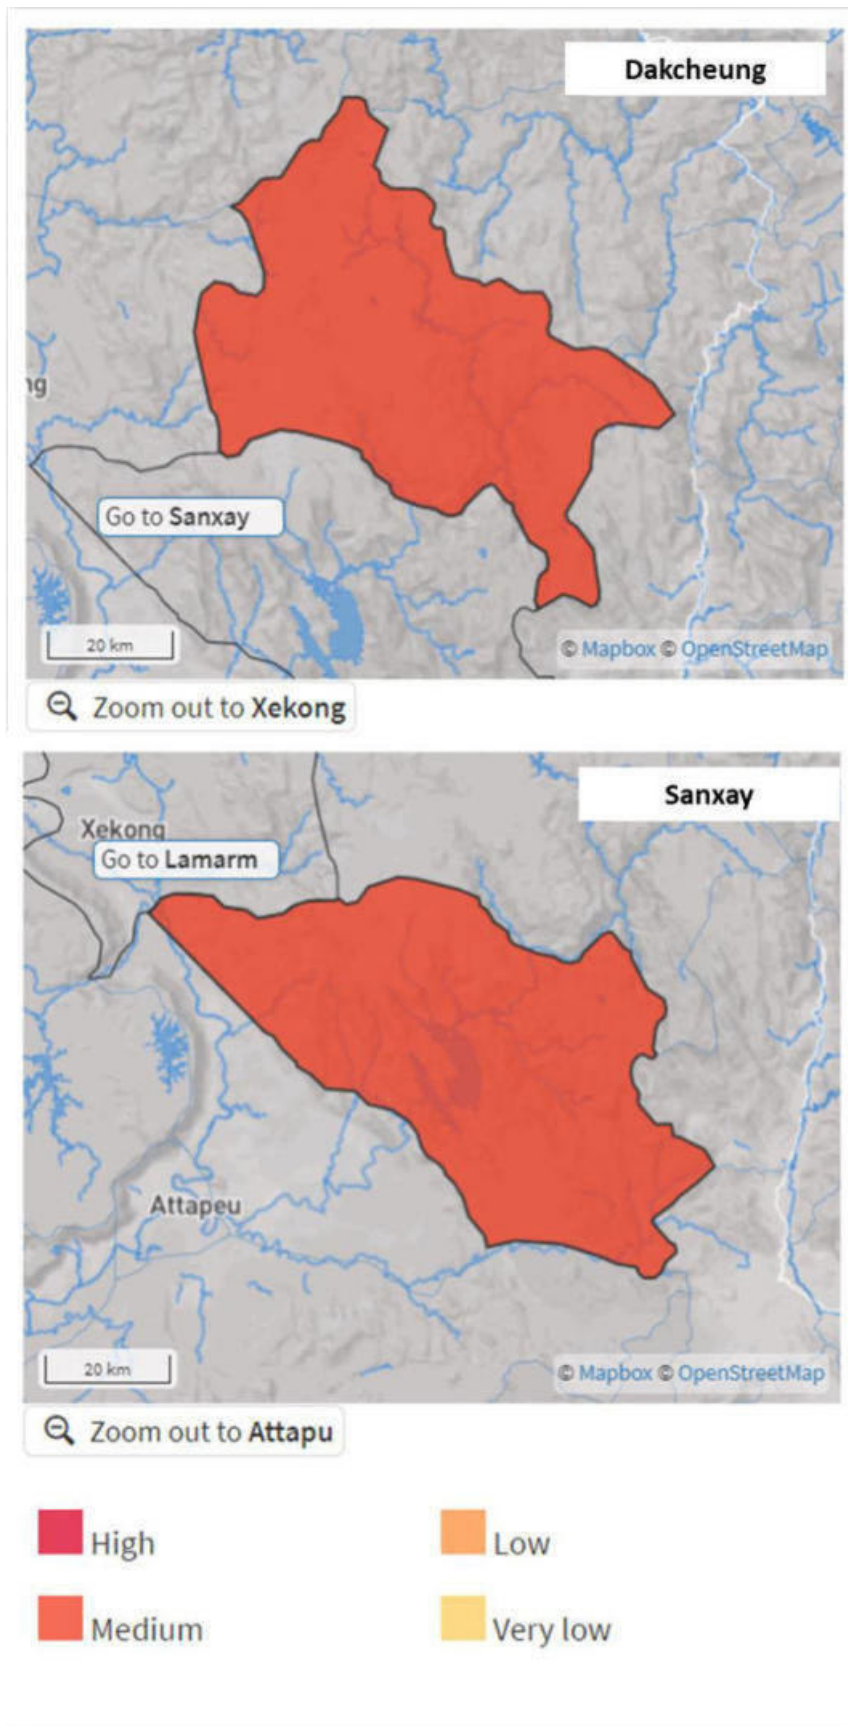 Dakcheung
Go to Sanxay
20 km
© Mapbox © OpenStreetMap
Zoom out to Xekong
Sanxay
Xekong
Go to Lamarm
Attapeu
20 km
© Mapbox © OpenStreetMap
Zoom out to Attapu
High
Low
Medium
Very low